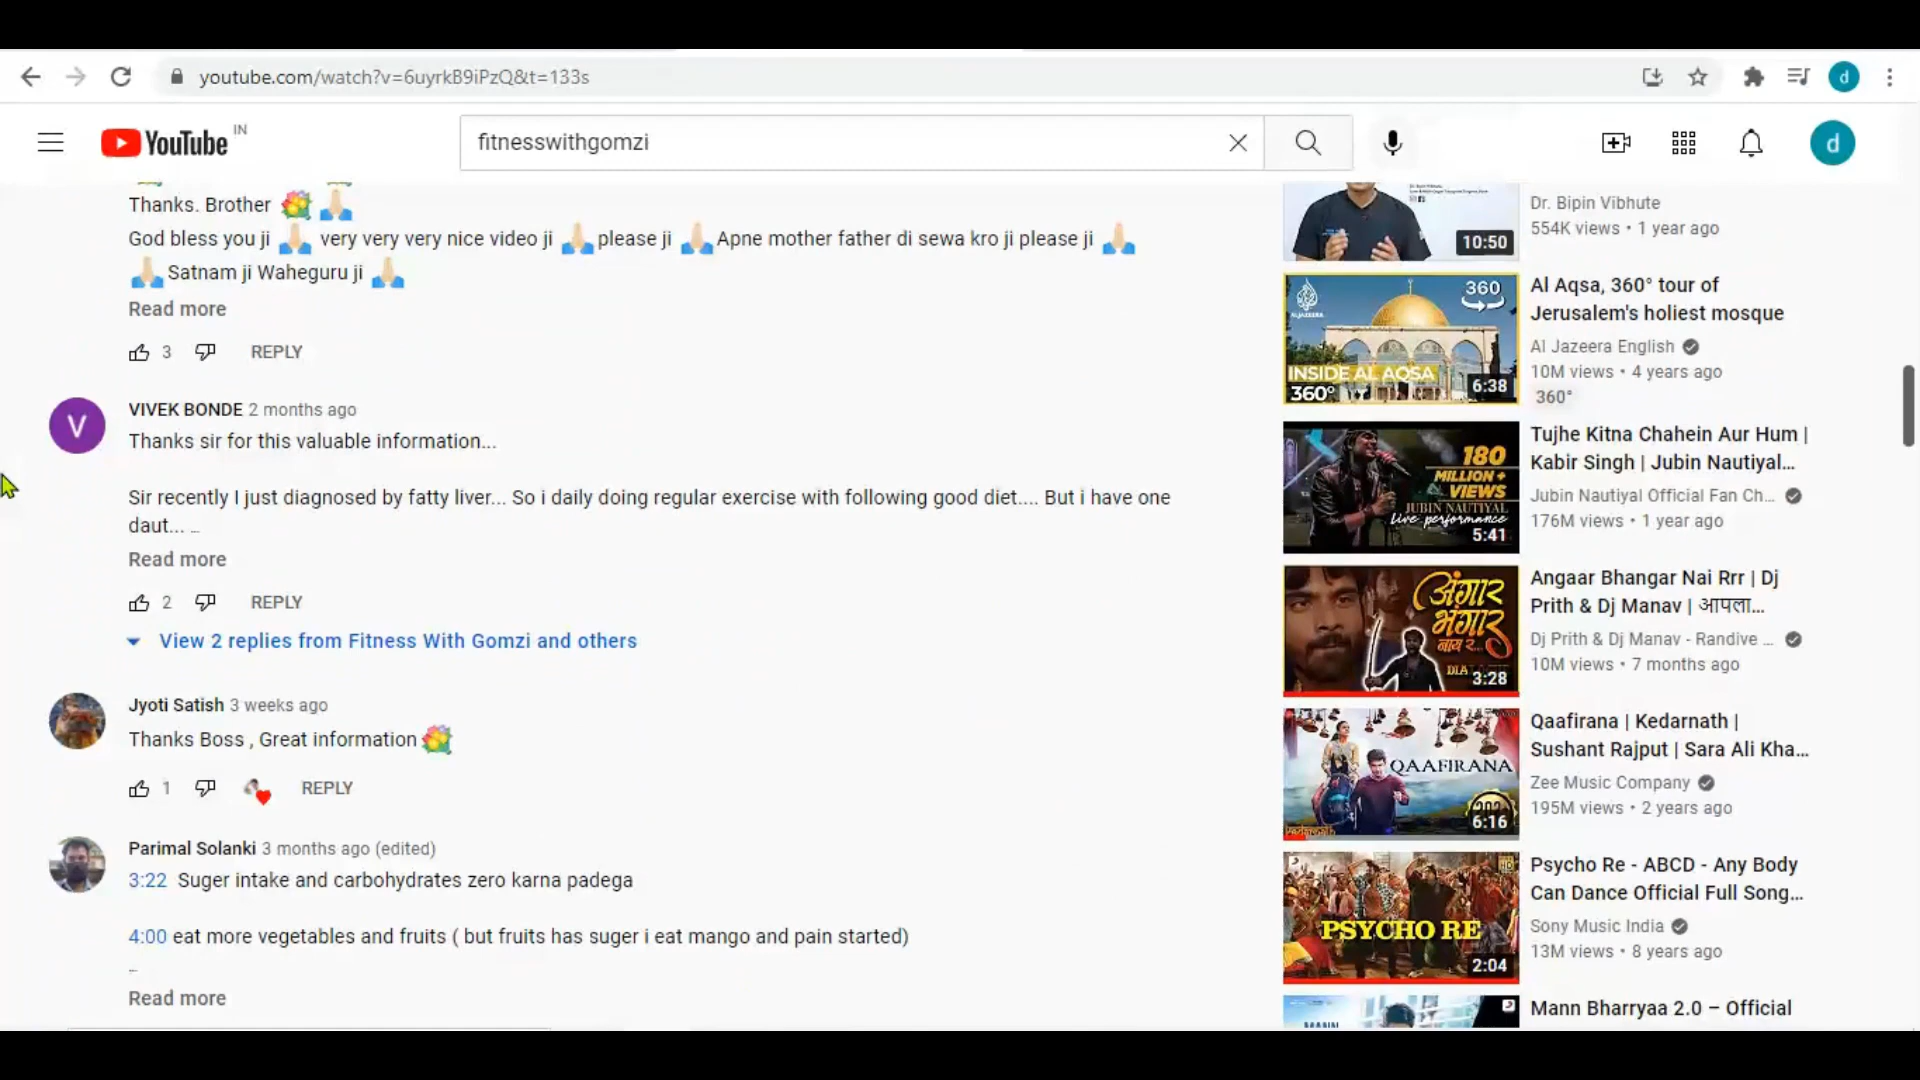 youtube.com/watch?v=6uyrkB9iPzQ&t=133s
d
YouTube IN
fitnesswithgomzi
d
Thanks. Brother
God bless you ji very very very nice video ji please ji Apne mother father di sewa kro ji please ji
Satnam ji Waheguru ji
Read more
3 REPLY
V
VIVEK BONDE 2 months ago
Thanks sir for this valuable information...
Sir recently I just diagnosed by fatty liver... So i daily doing regular exercise with following good diet.... But i have one
daut... ...
Read more
2 REPLY
View 2 replies from Fitness With Gomzi and others
Jyoti Satish 3 weeks ago
Thanks Boss , Great information
1 REPLY
Parimal Solanki 3 months ago (edited)
3:22 Suger intake and carbohydrates zero karna padega
4:00 eat more vegetables and fruits ( but fruits has suger i eat mango and pain started)
...
Read more
10:50
Dr. Bipin Vibhute
554K views • 1 year ago
ALJAZEERA
360
INSIDE AL AQSA
360°
6:38
Al Aqsa, 360° tour of
Jerusalem's holiest mosque
Al Jazeera English
10M views • 4 years ago
360°
180
MILLION+
VIEWS
JUBIN NAUTIYAL
Live performance
5:41
Tujhe Kitna Chahein Aur Hum |
Kabir Singh | Jubin Nautiyal...
Jubin Nautiyal Official Fan Ch...
176M views • 1 year ago
अंगार
भंगार
नाय र...
3:28
Angaar Bhangar Nai Rrr | Dj
Prith & Dj Manav | आपला...
Dj Prith & Dj Manav - Randive ...
10M views • 7 months ago
QAAFIRANA
6:16
Qaafirana | Kedarnath |
Sushant Rajput | Sara Ali Kha...
Zee Music Company
195M views • 2 years ago
HD
PSYCHO RE
2:04
Psycho Re - ABCD - Any Body
Can Dance Official Full Song...
Sony Music India
13M views • 8 years ago
MANN
Mann Bharryaa 2.0 – Official